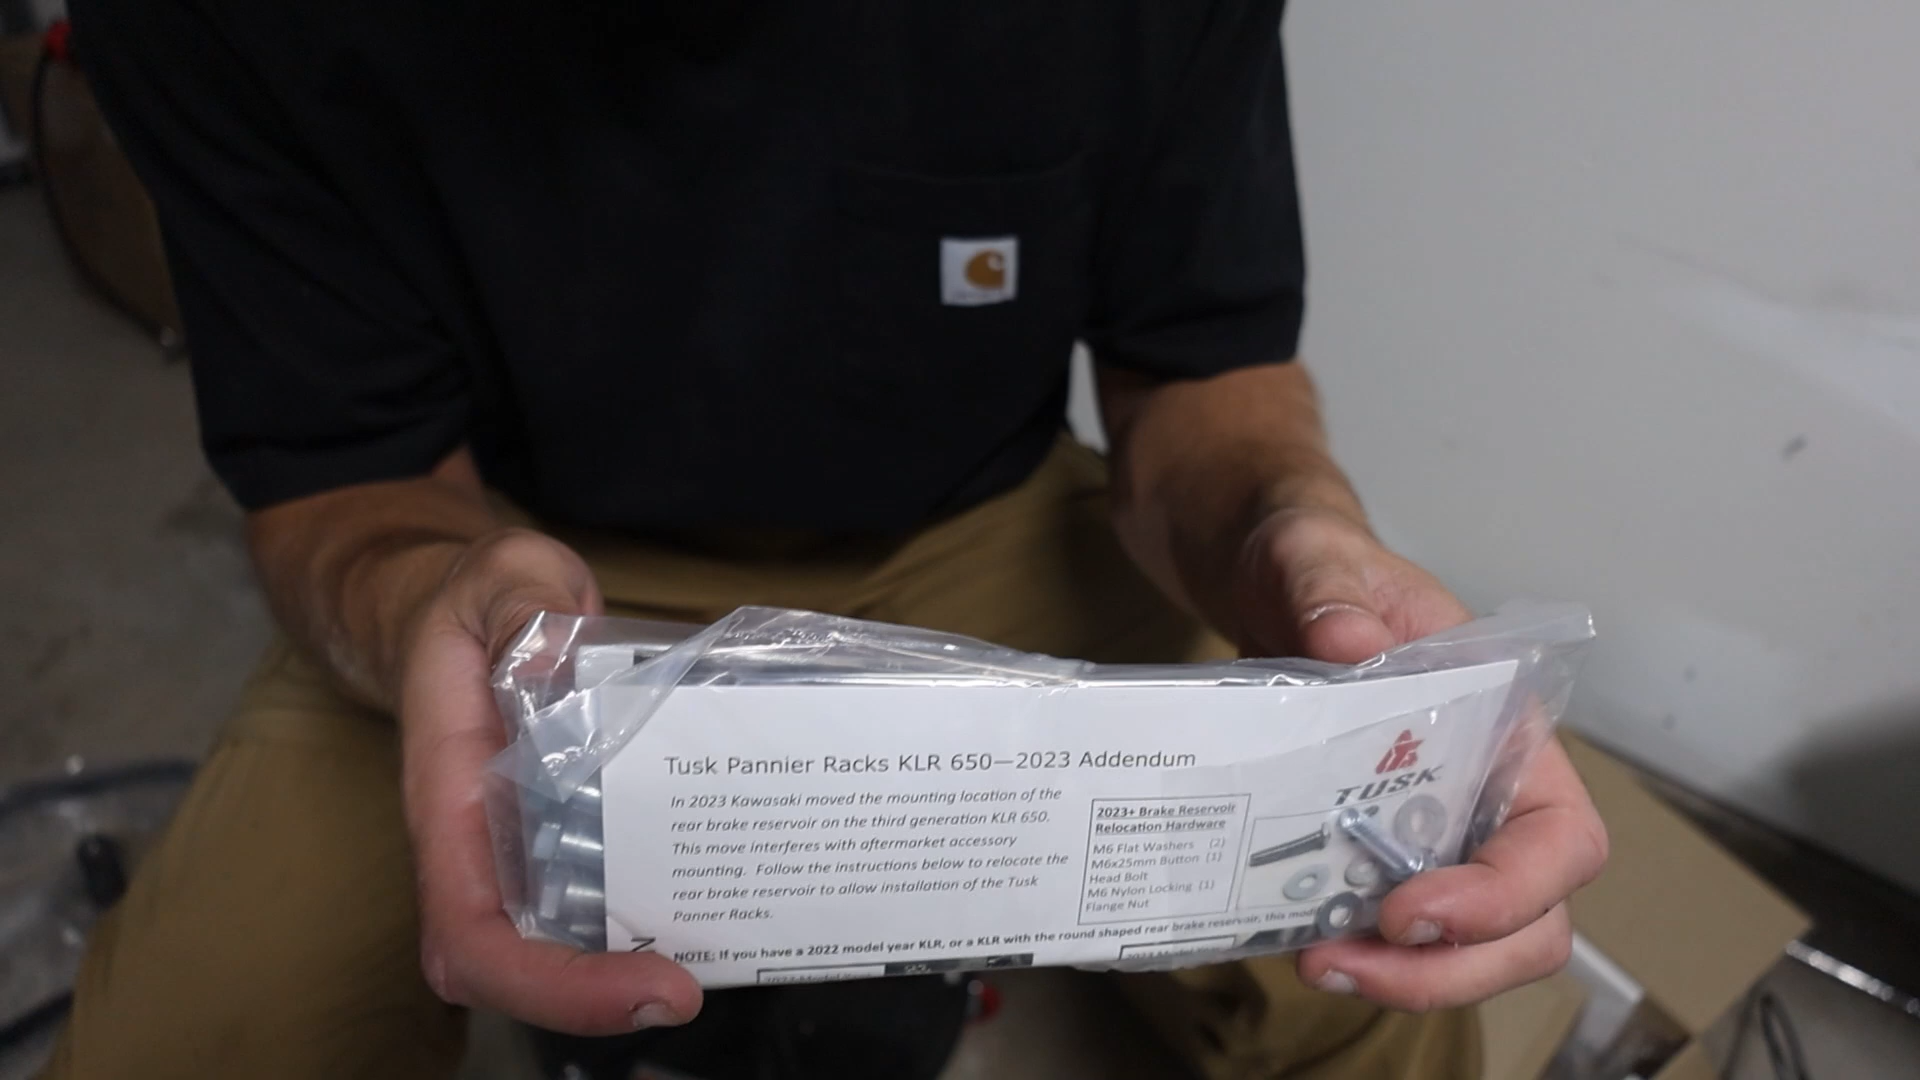 Tusk Pannier Racks KLR 650—2023 Addendum
In 2023 Kawasaki moved the mounting location of the
rear brake reservoir on the third generation KLR 650.
This move interferes with aftermarket accessory
mounting. Follow the instructions below to relocate the
rear brake reservoir to allow installation of the Tusk
Panner Racks.
2023+ Brake Reservoir
Relocation Hardware
M6 Flat Washers (2)
M6x25mm Button (1)
Head Bolt
M6 Nylon Locking (1)
Flange Nut
TUSK
NOTE: If you have a 2022 model year KLR, or a KLR with the round shaped rear brake reservoir, this
N